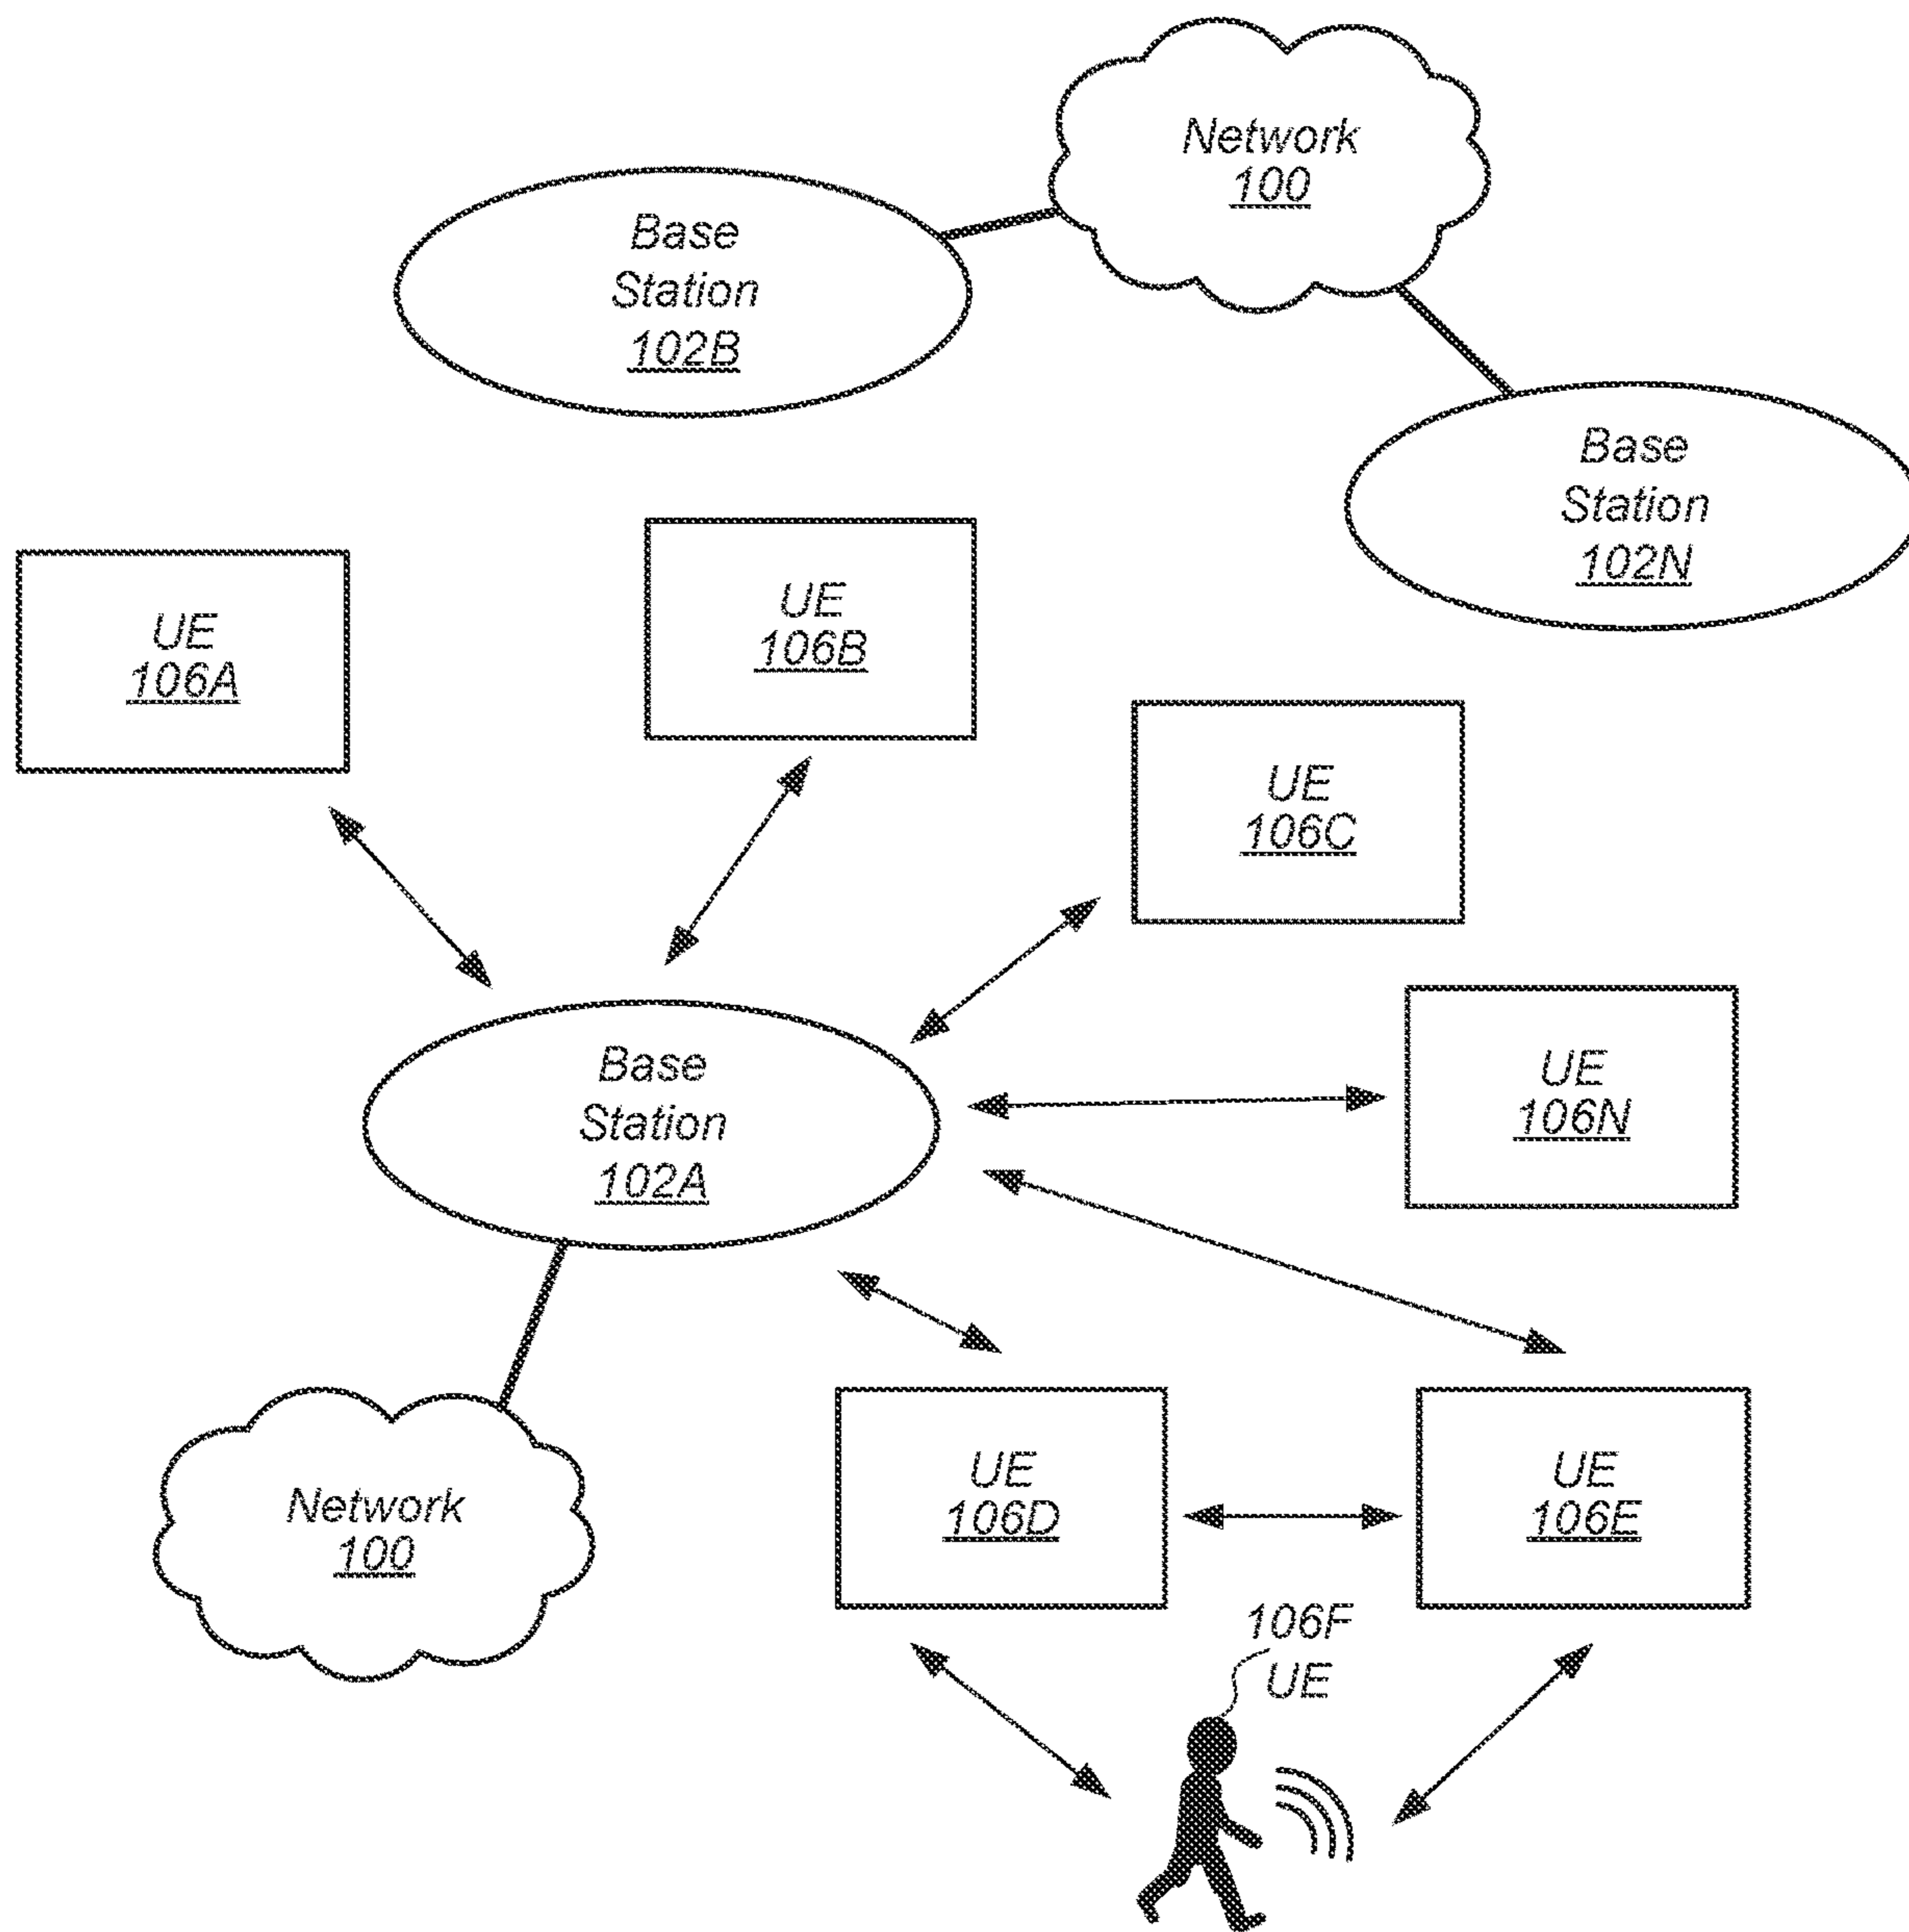 Network
100
Base
Station
102B
Base
Station
102N
UE
106A
UE
106B
UE
106C
Base
Station
102A
UE
106N
Network
100
UE
106D
UE
106E
106F
UE